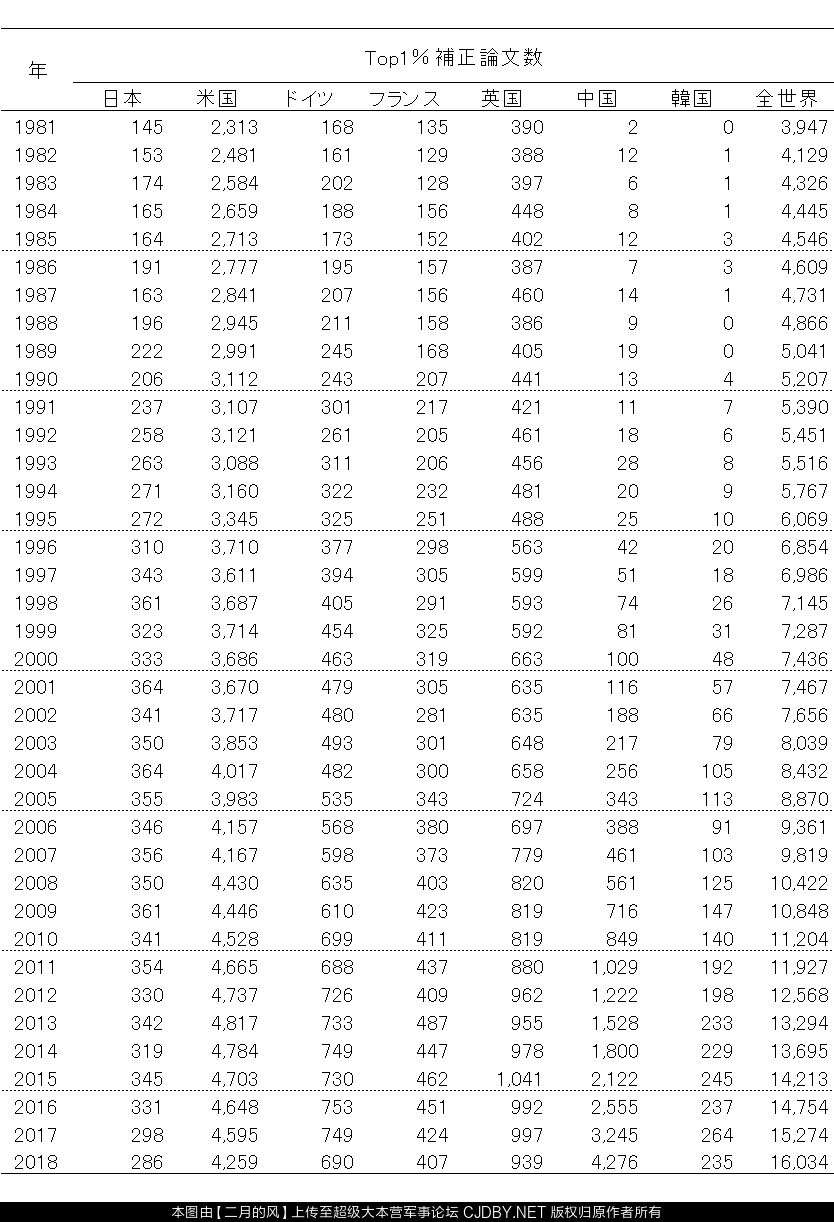 年 Top1% 補正論文数
日本 米国 ドイツ フランス 英国 中国 韓国 全世界
1981 145 2,313 168 135 390 2 0 3,947
1982 153 2,481 161 129 388 12 1 4,129
1983 174 2,584 202 128 397 6 1 4,326
1984 165 2,659 188 156 448 8 1 4,445
1985 164 2,713 173 152 402 12 3 4,546
1986 191 2,777 195 157 387 7 3 4,609
1987 163 2,841 207 156 460 14 1 4,731
1988 196 2,945 211 158 386 9 0 4,866
1989 222 2,991 245 168 405 19 0 5,041
1990 206 3,112 243 207 441 13 4 5,207
1991 237 3,107 301 217 421 11 7 5,390
1992 258 3,121 261 205 461 18 6 5,451
1993 263 3,088 311 206 456 28 8 5,516
1994 271 3,160 322 232 481 20 9 5,767
1995 272 3,345 325 251 488 25 10 6,069
1996 310 3,710 377 298 563 42 20 6,854
1997 343 3,611 394 305 599 51 18 6,986
1998 361 3,687 405 291 593 74 26 7,145
1999 323 3,714 454 325 592 81 31 7,287
2000 333 3,686 463 319 663 100 48 7,436
2001 364 3,670 479 305 635 116 57 7,467
2002 341 3,717 480 281 635 188 66 7,656
2003 350 3,853 493 301 648 217 79 8,039
2004 364 4,017 482 300 658 256 105 8,432
2005 355 3,983 535 343 724 343 113 8,870
2006 346 4,157 568 380 697 388 91 9,361
2007 356 4,167 598 373 779 461 103 9,819
2008 350 4,430 635 403 820 561 125 10,422
2009 361 4,446 610 423 819 716 147 10,848
2010 341 4,528 699 411 819 849 140 11,204
2011 354 4,665 688 437 880 1,029 192 11,927
2012 330 4,737 726 409 962 1,222 198 12,568
2013 342 4,817 733 487 955 1,528 233 13,294
2014 319 4,784 749 447 978 1,800 229 13,695
2015 345 4,703 730 462 1,041 2,122 245 14,213
2016 331 4,648 753 451 992 2,555 237 14,754
2017 298 4,595 749 424 997 3,245 264 15,274
2018 286 4,259 690 407 939 4,276 235 16,034
本图由【二月的风】上传至超级大本营军事论坛 CJDBY.NET 版权归原作者所有